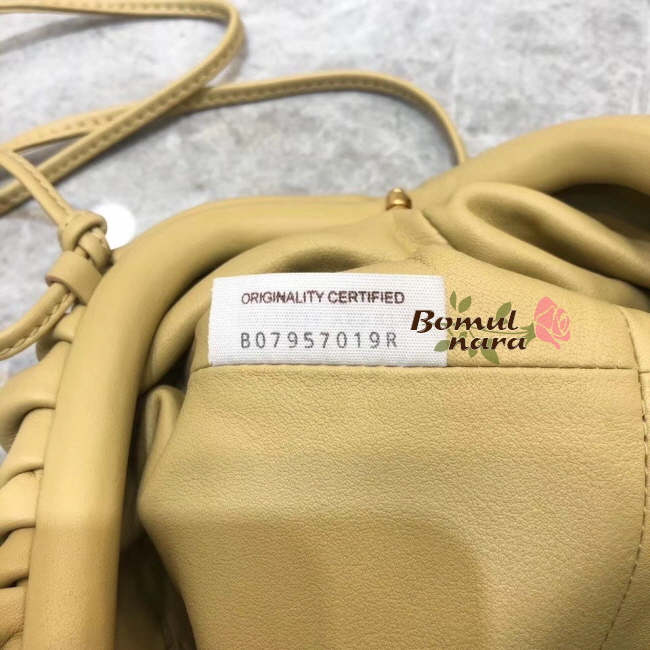 ORIGINALITY CERTIFIED
B07957019R
Bomul
nara